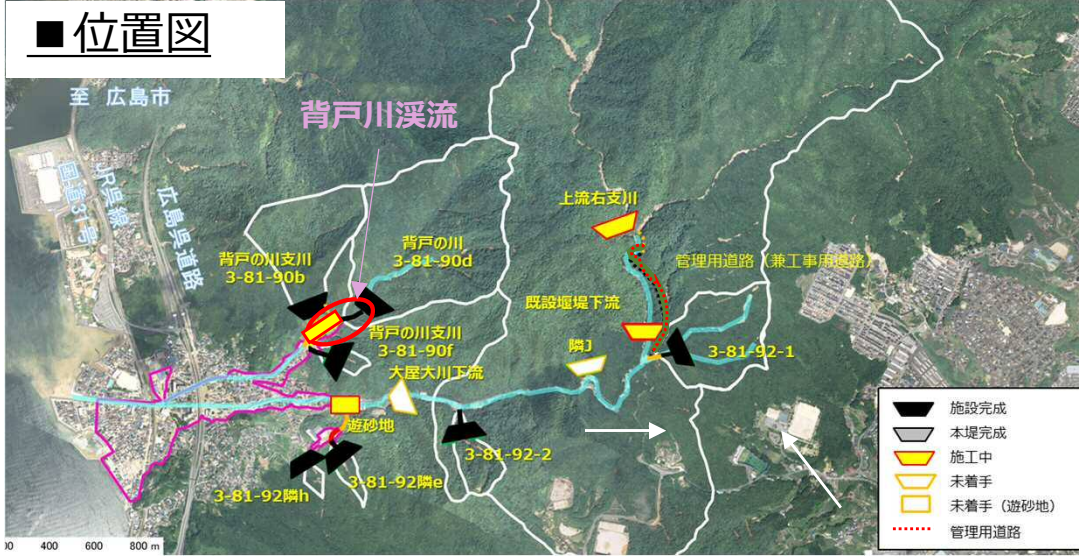 ■位置図
至 広島市
背戸川渓流
JR呉線
国道31号
広島呉道路
上流右支川
背戸の川
3-81-90d
背戸の川支川
3-81-90b
管理用道路（兼工事用道路）
既設堰堤下流
背戸の川支川
3-81-90f
隣J
3-81-92-1
大屋大川下流
遊砂地
3-81-92-2
3-81-92隣e
3-81-92隣h
施設完成
本堤完成
施工中
未着手
未着手（遊砂地）
管理用道路
400 600 800 m